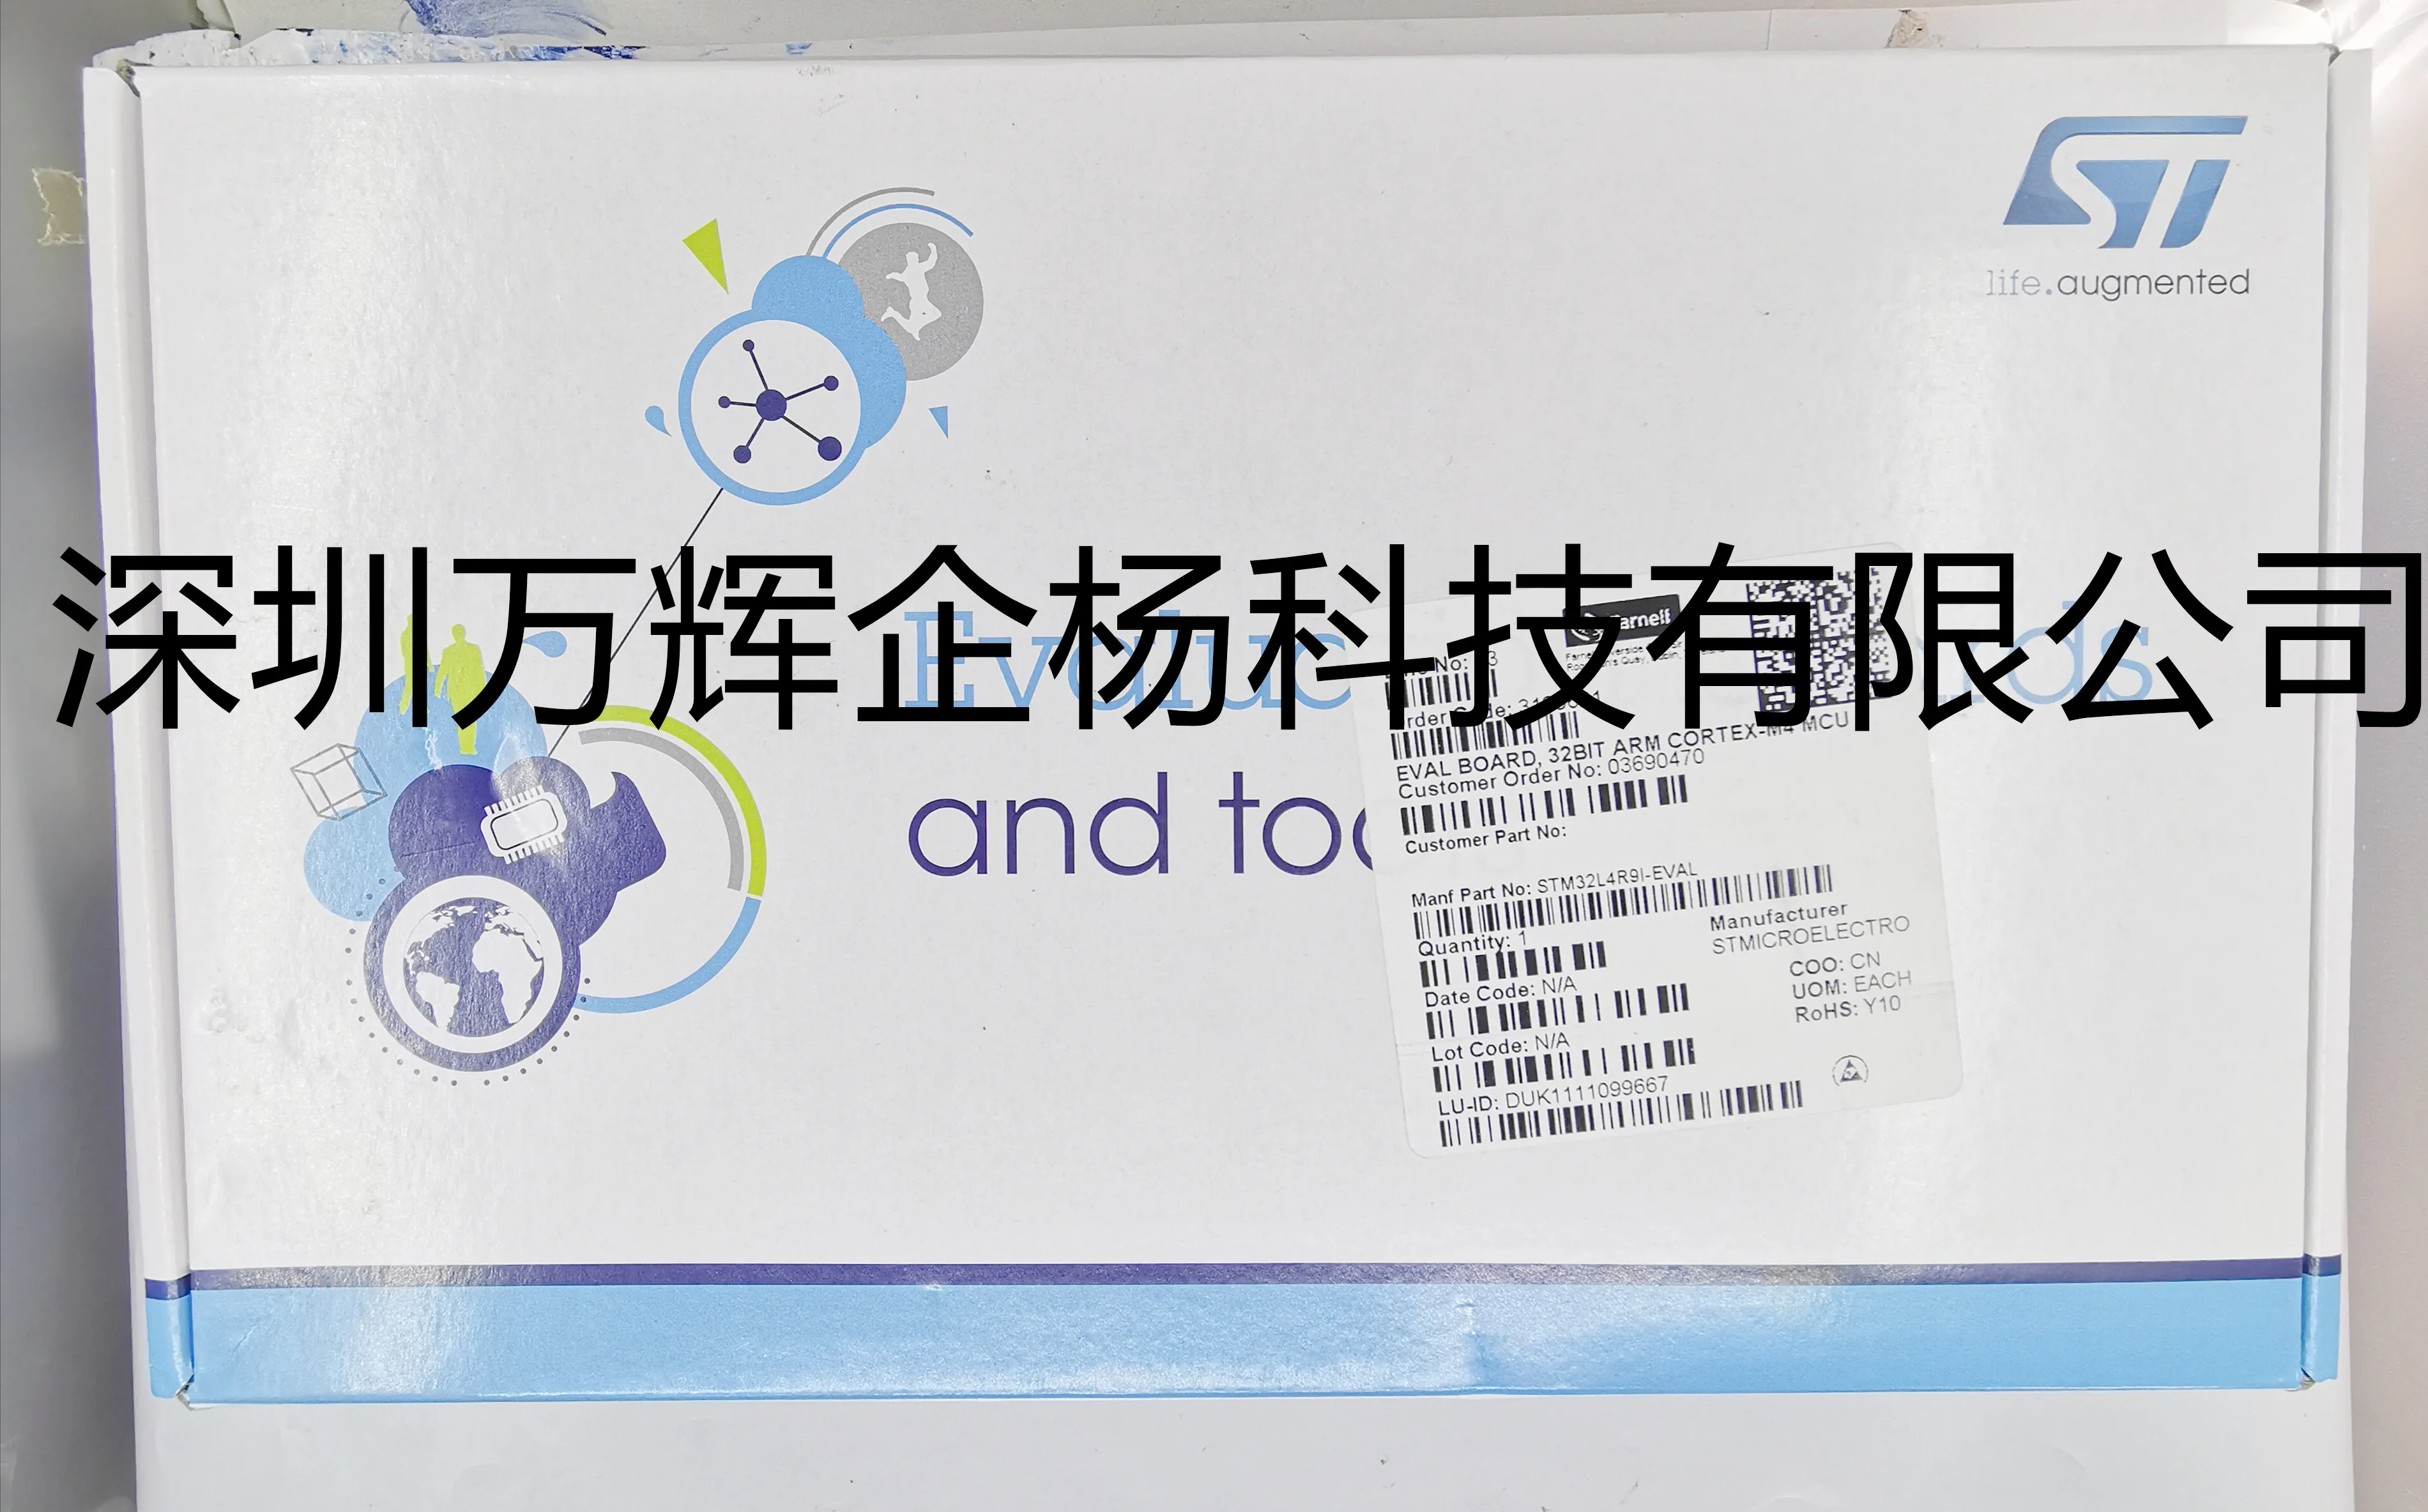 ST
life.augmented
深圳万辉企杨科技有限公司
and
EVAL BOARD, 32BIT ARM CORTEX-M4 MCU
Customer Order No: 03690470
Customer Part No:
Manf Part No: STM32L4R9I-EVAL
Quantity: 1
Manufacturer
STMICROELECTRO
Date Code: N/A
COO: CN
UOM: EACH
RoHS: Y10
Lot Code: N/A
LU-ID: DUK1111099667